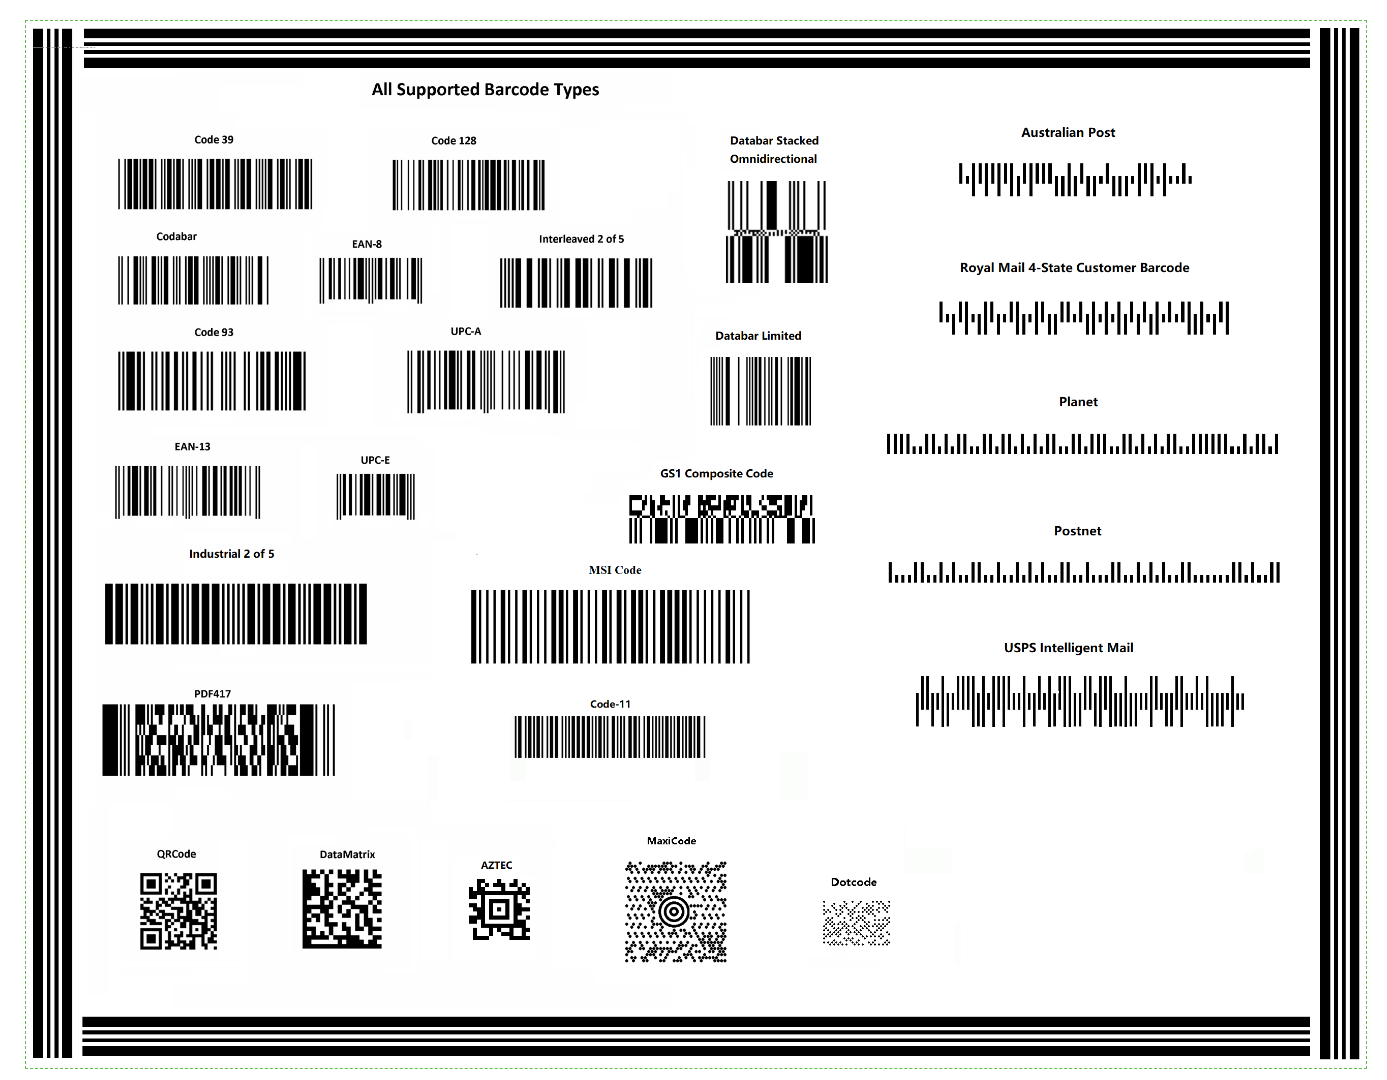 All Supported Barcode Types
Code 39
Code 128
Databar Stacked
Omnidirectional
Australian Post
Codabar
EAN-8
Interleaved 2 of 5
Royal Mail 4-State Customer Barcode
Code 93
UPC-A
Databar Limited
Planet
EAN-13
UPC-E
GS1 Composite Code
Industrial 2 of 5
MSI Code
Postnet
USPS Intelligent Mail
PDF417
Code-11
QRCode
DataMatrix
AZTEC
MaxiCode
Dotcode